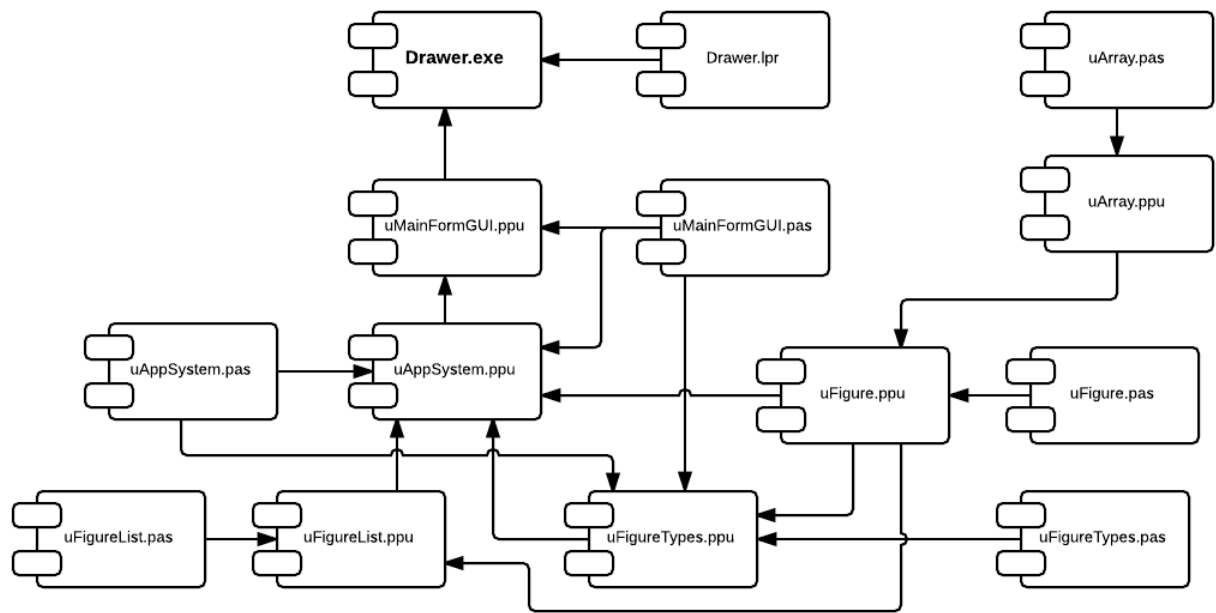 Drawer.exe
Drawer.lpr
uArray.pas
uArray.ppu
uMainFormGUI.ppu
uMainFormGUI.pas
uAppSystem.pas
uAppSystem.ppu
uFigure.ppu
uFigure.pas
uFigureList.pas
uFigureList.ppu
uFigureTypes.ppu
uFigureTypes.pas